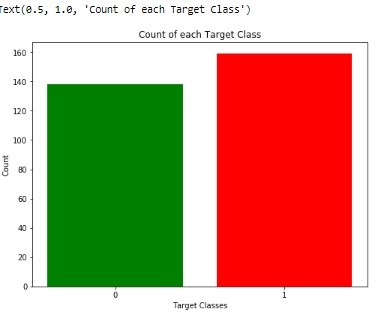 Text(0.5, 1.0, 'Count of each Target Class')
Count of each Target Class
160
140
120
100
80
60
40
20
0
Count
0 1
Target Classes